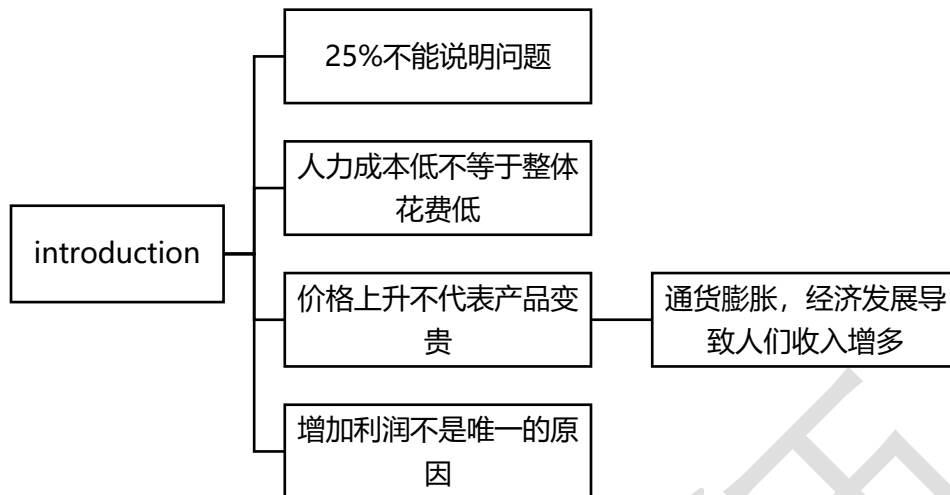 25%不能说明问题
人力成本低不等于整体
花费低
introduction
价格上升不代表产品变
贵
通货膨胀，经济发展导
致人们收入增多
增加利润不是唯一的原
因